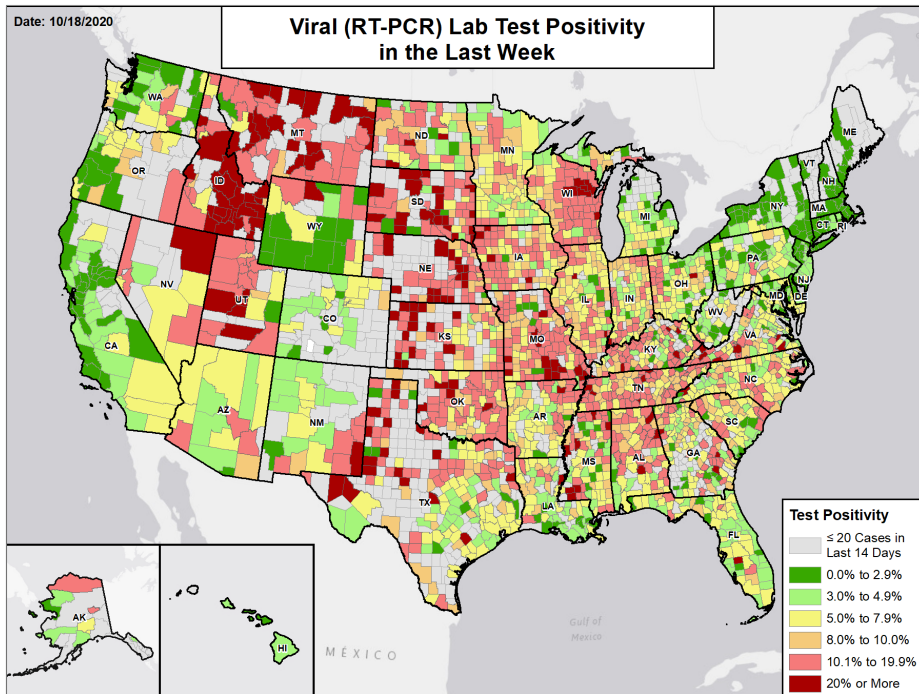 Date: 10/18/2020
Viral (RT-PCR) Lab Test Positivity
in the Last Week
WA
MT
ND
MN
ME
OR
ID
SD
WI
MI
VT
NH
NY
MA
CT
RI
WY
NE
IA
PA
NJ
NV
UT
CO
IL
IN
OH
MD
DE
WV
VA
CA
KS
MO
KY
AZ
NM
OK
AR
TN
NC
SC
MS
AL
GA
TX
LA
FL
AK
HI
Gulf of
Mexico
MÉXICO
Test Positivity
≤ 20 Cases in
Last 14 Days
0.0% to 2.9%
3.0% to 4.9%
5.0% to 7.9%
8.0% to 10.0%
10.1% to 19.9%
20% or More